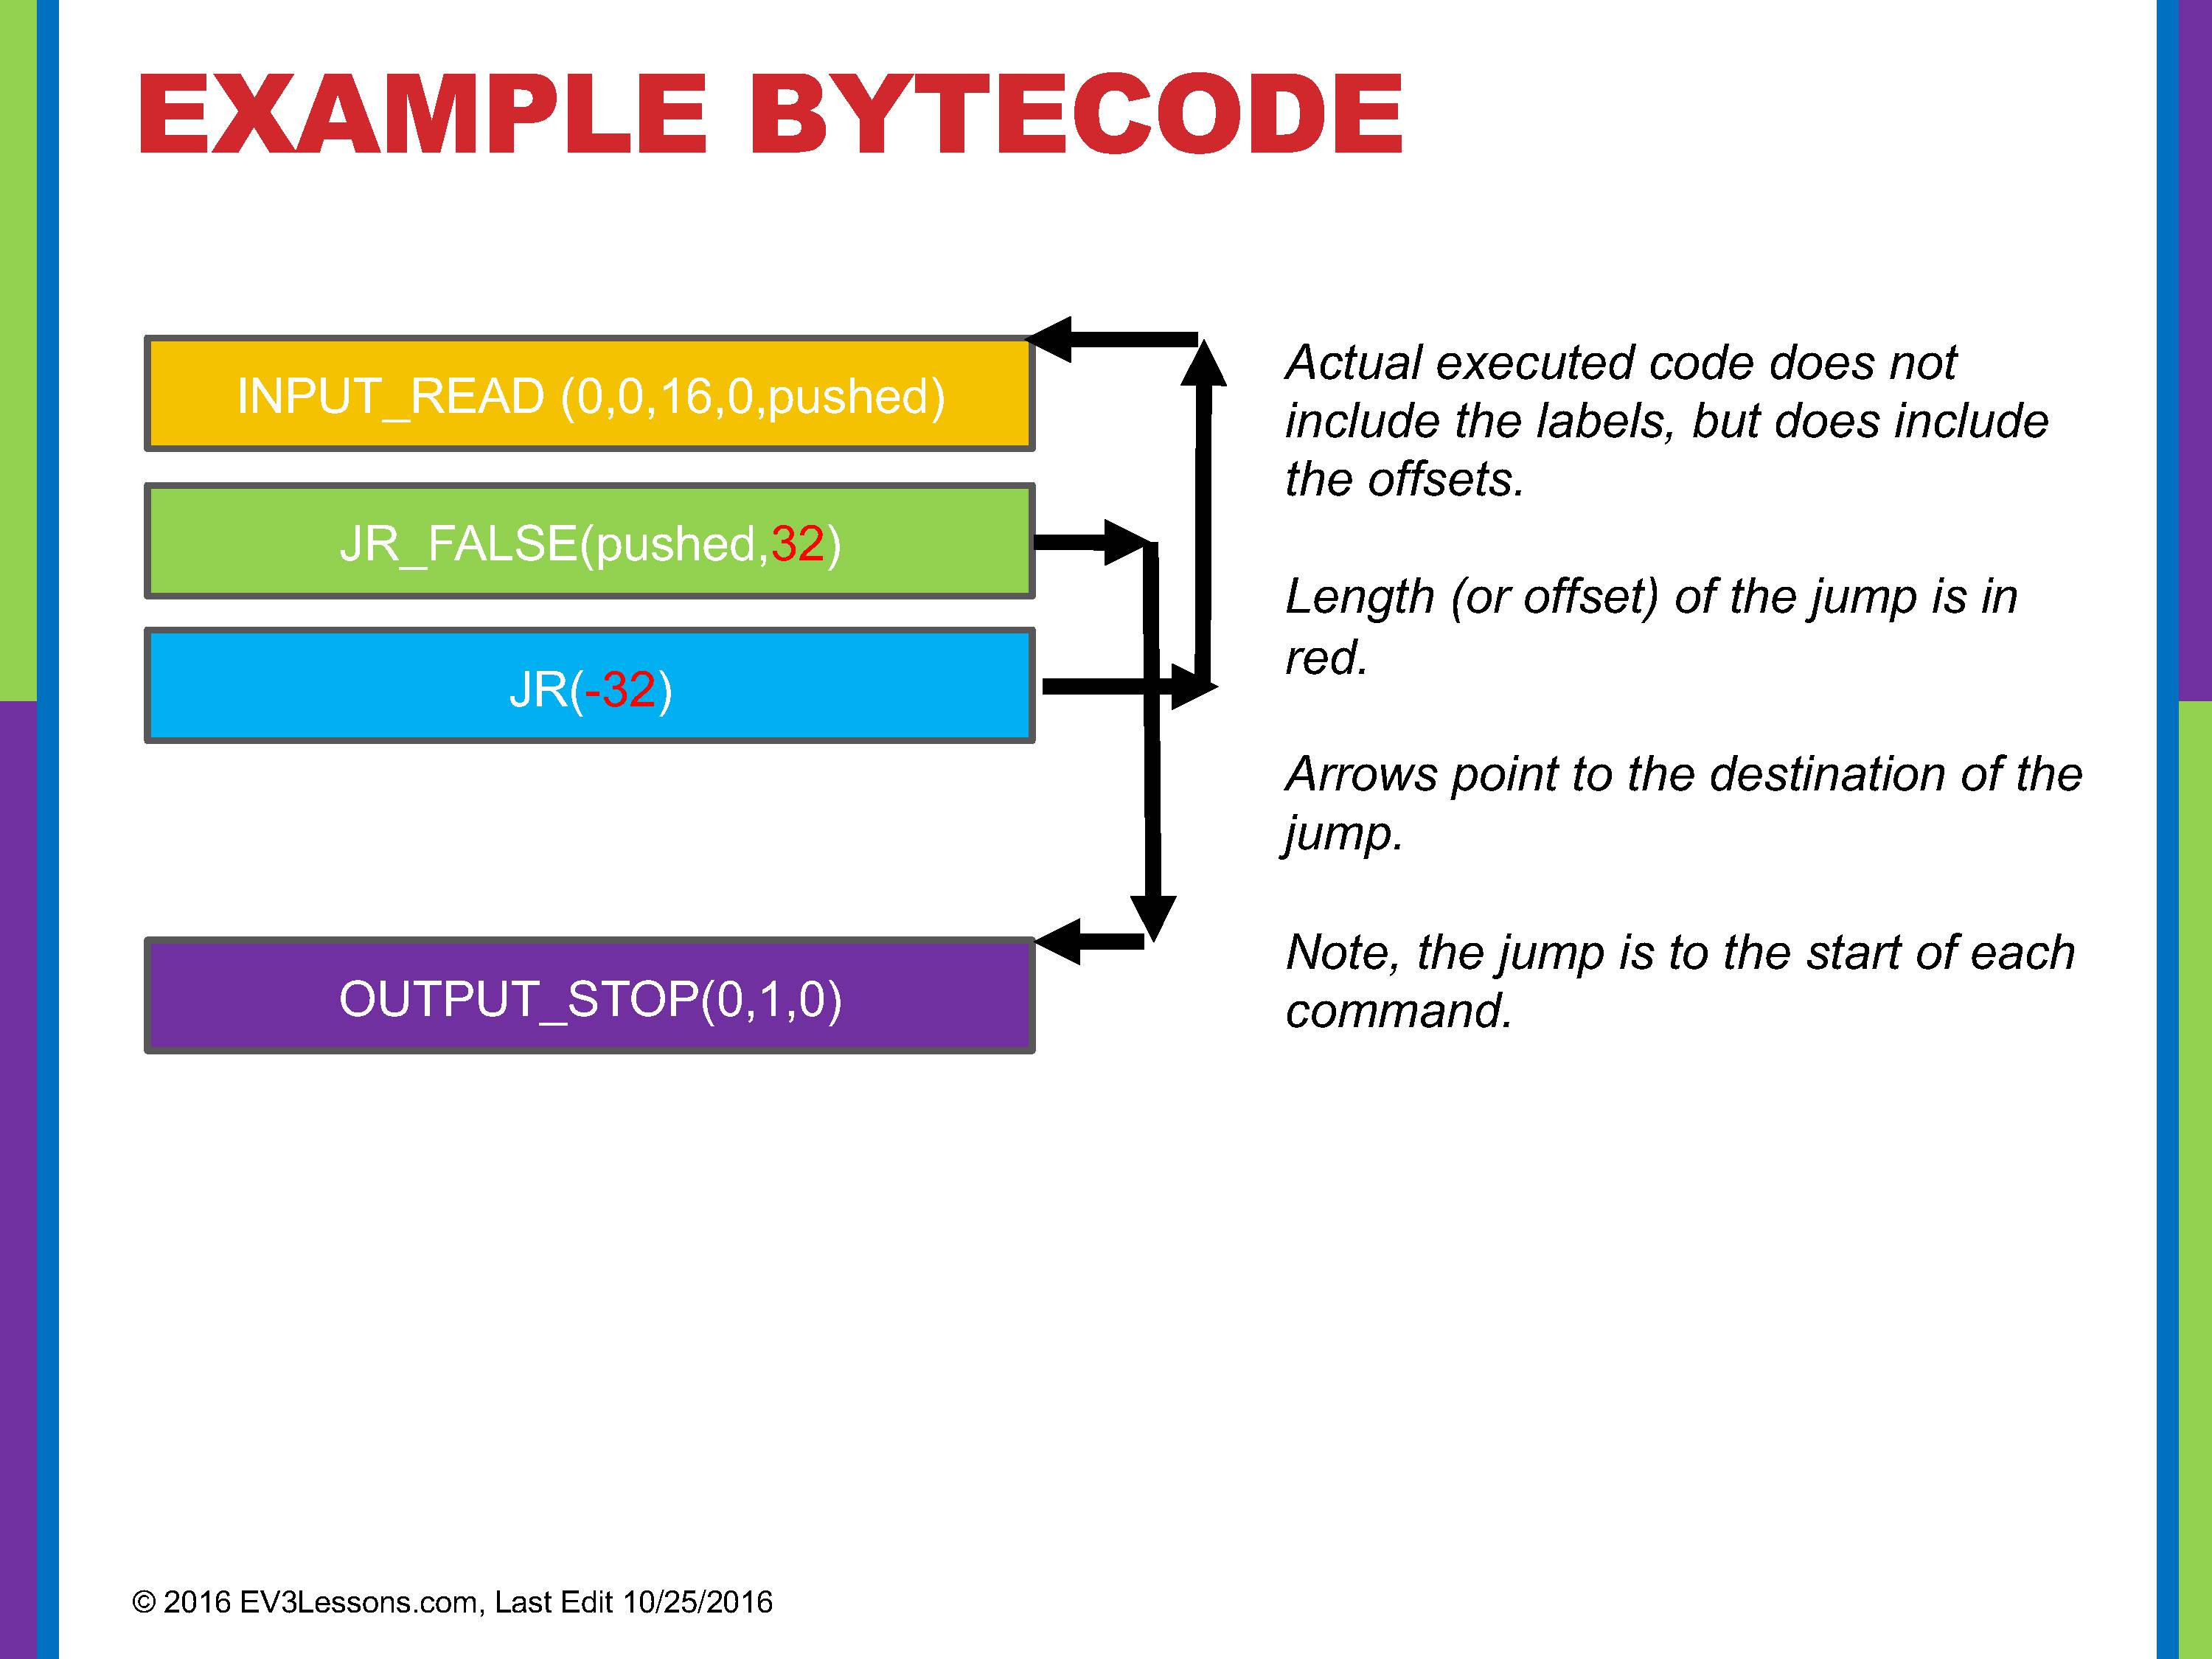 EXAMPLE BYTECODE
INPUT_READ (0,0,16,0,pushed)
JR_FALSE(pushed,32)
JR(-32)
OUTPUT_STOP(0,1,0)
Actual executed code does not
include the labels, but does include
the offsets.
Length (or offset) of the jump is in
red.
Arrows point to the destination of the
jump.
Note, the jump is to the start of each
command.
© 2016 EV3Lessons.com, Last Edit 10/25/2016